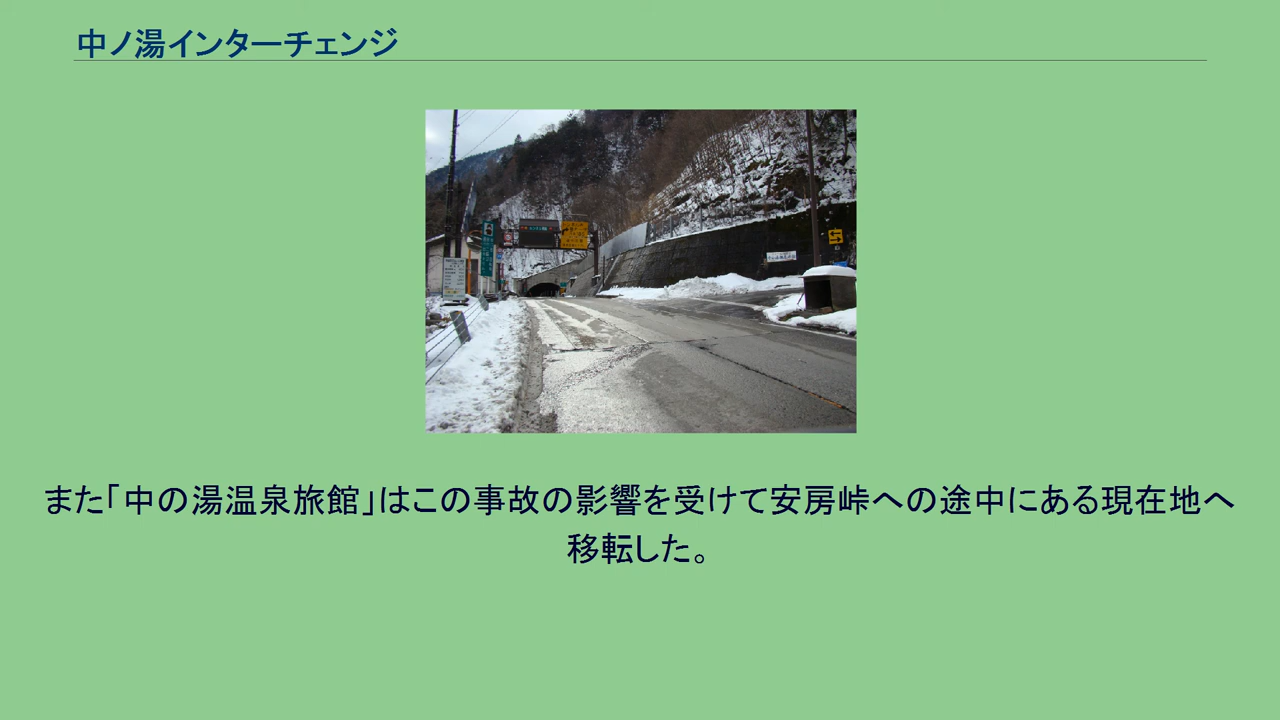 中ノ湯インターチェンジ
また｢中の湯温泉旅館｣はこの事故の影響を受けて安房峠への途中にある現在地へ
移転した。